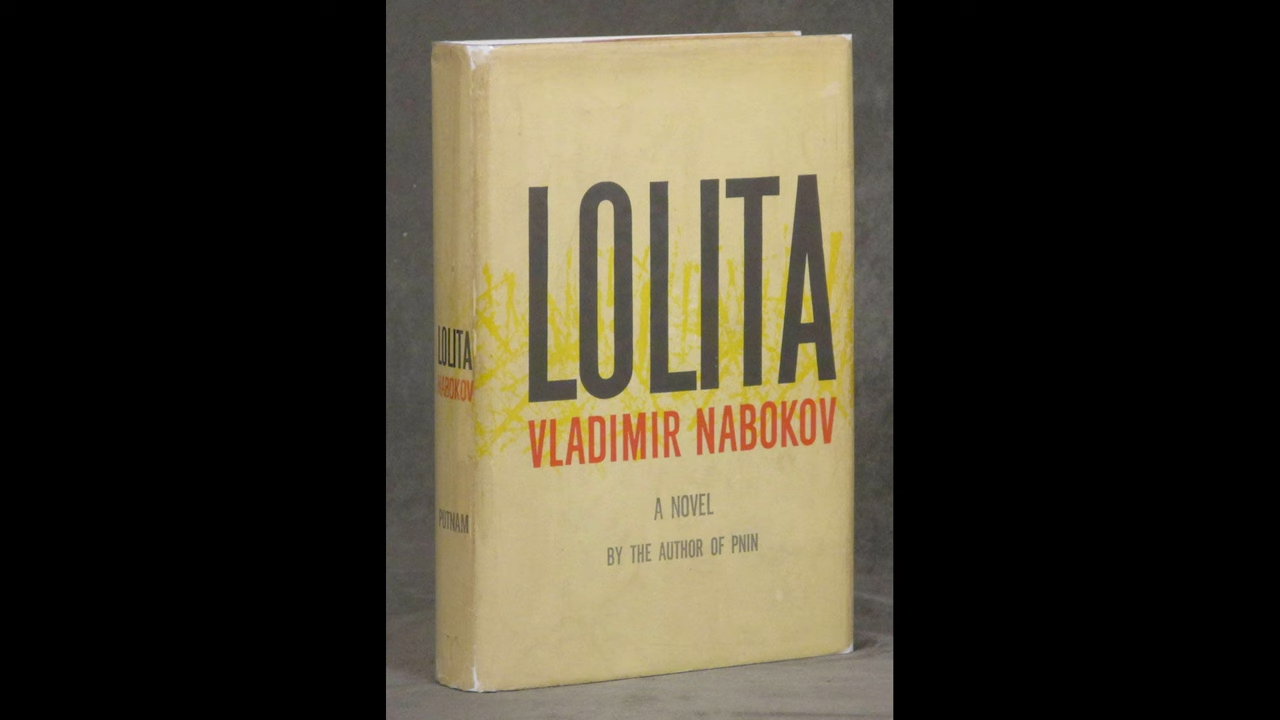 LOLITA
VLADIMIR NABOKOV
A NOVEL
BY THE AUTHOR OF PNIN
LOLITA
NABOKOV
PUTNAM